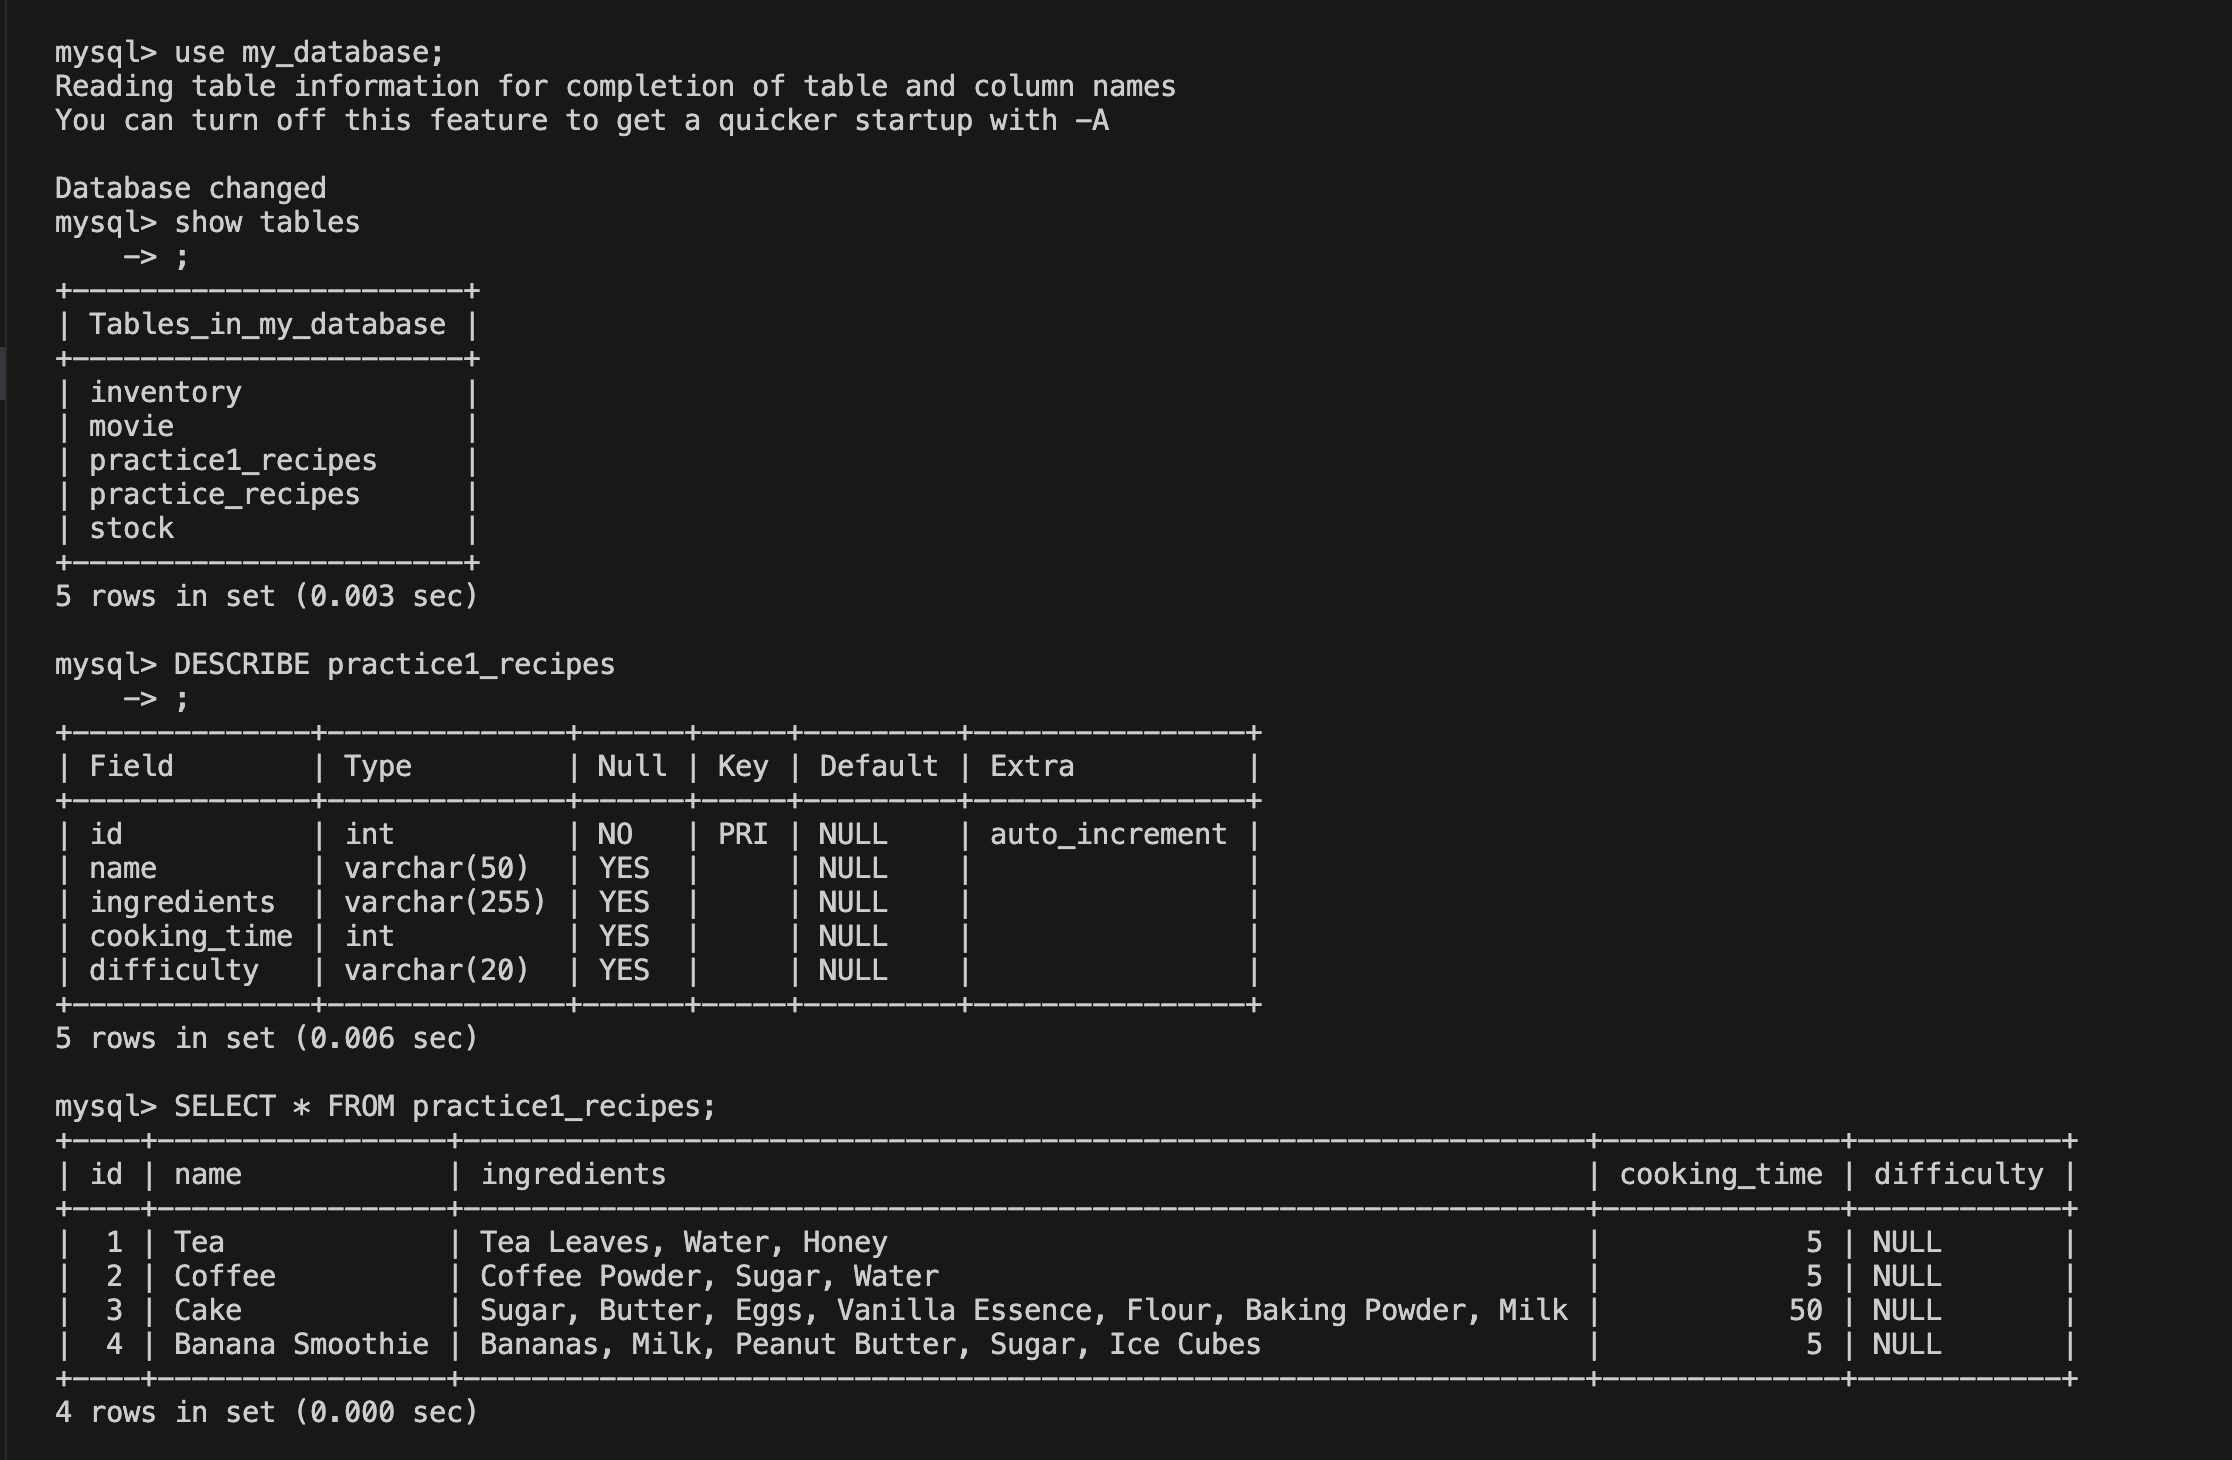 mysql> use my_database;
Reading table information for completion of table and column names
You can turn off this feature to get a quicker startup with -A

Database changed
mysql> show tables
    -> ;
+-----------------------+
| Tables_in_my_database |
+-----------------------+
| inventory             |
| movie                 |
| practice1_recipes     |
| practice_recipes      |
| stock                 |
+-----------------------+
5 rows in set (0.003 sec)

mysql> DESCRIBE practice1_recipes
    -> ;
+--------------+--------------+------+-----+---------+----------------+
| Field        | Type         | Null | Key | Default | Extra          |
+--------------+--------------+------+-----+---------+----------------+
| id           | int          | NO   | PRI | NULL    | auto_increment |
| name         | varchar(50)  | YES  |     | NULL    |                |
| ingredients  | varchar(255) | YES  |     | NULL    |                |
| cooking_time | int          | YES  |     | NULL    |                |
| difficulty   | varchar(20)  | YES  |     | NULL    |                |
+--------------+--------------+------+-----+---------+----------------+
5 rows in set (0.006 sec)

mysql> SELECT * FROM practice1_recipes;
+----+-----------------+------------------------------------------------------------------+--------------+------------+
| id | name            | ingredients                                                      | cooking_time | difficulty |
+----+-----------------+------------------------------------------------------------------+--------------+------------+
|  1 | Tea             | Tea Leaves, Water, Honey                                         |            5 | NULL       |
|  2 | Coffee          | Coffee Powder, Sugar, Water                                      |            5 | NULL       |
|  3 | Cake            | Sugar, Butter, Eggs, Vanilla Essence, Flour, Baking Powder, Milk |           50 | NULL       |
|  4 | Banana Smoothie | Bananas, Milk, Peanut Butter, Sugar, Ice Cubes                   |            5 | NULL       |
+----+-----------------+------------------------------------------------------------------+--------------+------------+
4 rows in set (0.000 sec)